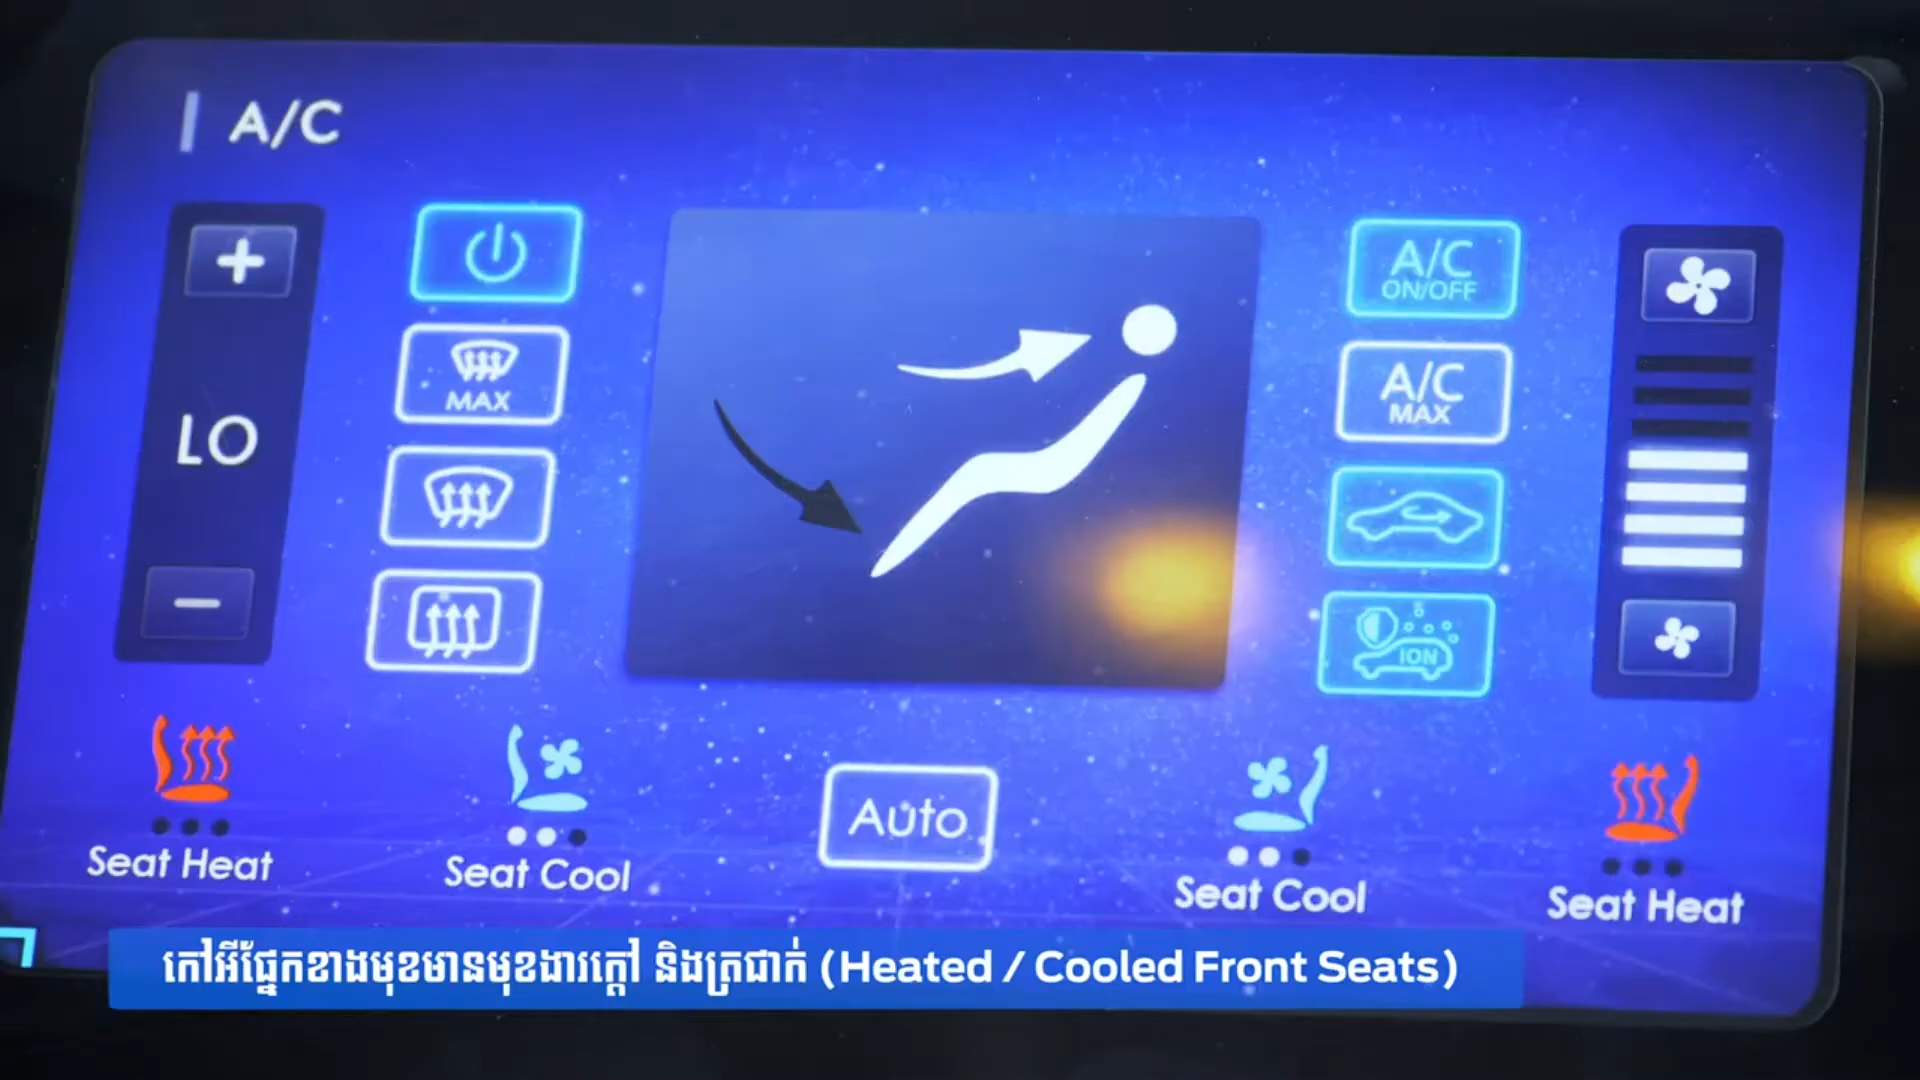 A/C
LO
MAX
A/C
ON/OFF
A/C
MAX
ION
Seat Heat
Seat Cool
Auto
Seat Cool
Seat Heat
កៅអីផ្នែកខាងមុខមានមុខងារក្ដៅ និងត្រជាក់ (Heated / Cooled Front Seats)